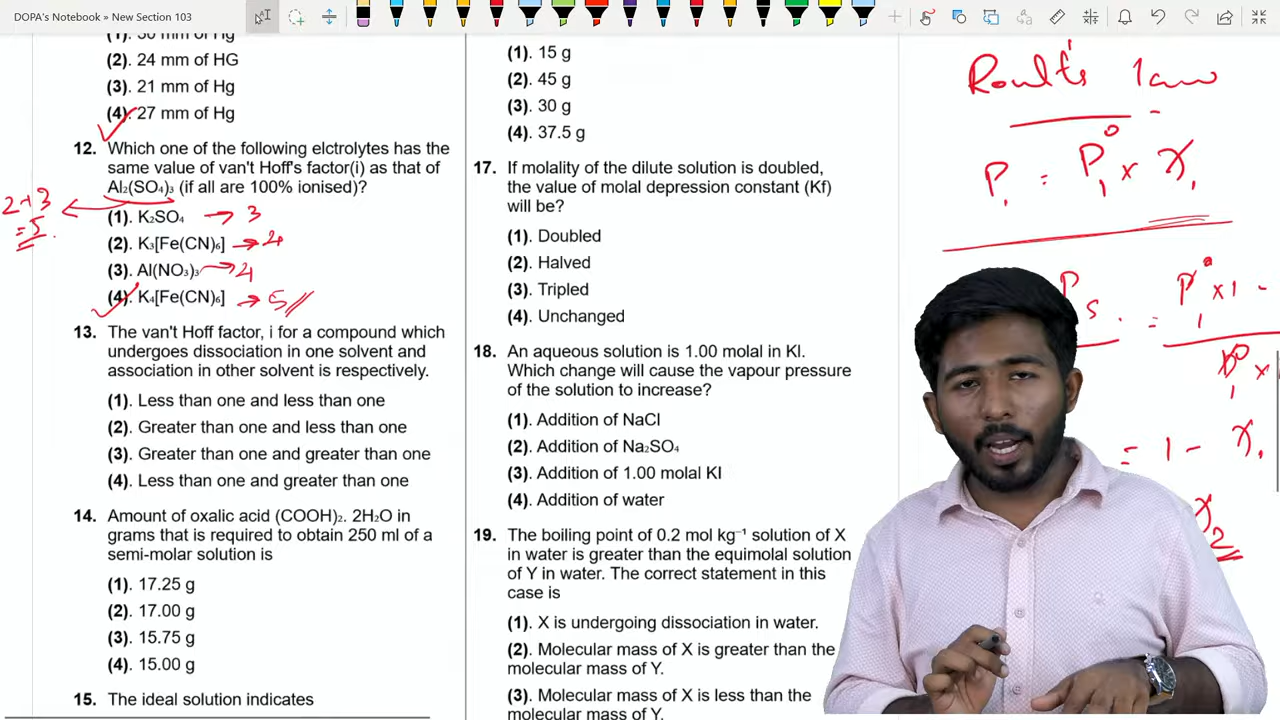 DOPA's Notebook » New Section 103
(1). 30 mm of Hg
(2). 24 mm of HG
(3). 21 mm of Hg
(4). 27 mm of Hg
12. Which one of the following elctrolytes has the
same value of van't Hoff's factor(i) as that of
Al₂(SO₄)₃ (if all are 100% ionised)?
2+3
=5
(1). K₂SO₄ → 3
(2). K₃[Fe(CN)₆] → 4
(3). Al(NO₃)₃ → 4
(4). K₄[Fe(CN)₆] → 5
13. The van't Hoff factor, i for a compound which
undergoes dissociation in one solvent and
association in other solvent is respectively.
(1). Less than one and less than one
(2). Greater than one and less than one
(3). Greater than one and greater than one
(4). Less than one and greater than one
14. Amount of oxalic acid (COOH)₂. 2H₂O in
grams that is required to obtain 250 ml of a
semi-molar solution is
(1). 17.25 g
(2). 17.00 g
(3). 15.75 g
(4). 15.00 g
15. The ideal solution indicates
(1). 15 g
(2). 45 g
(3). 30 g
(4). 37.5 g
17. If molality of the dilute solution is doubled,
the value of molal depression constant (Kf)
will be?
(1). Doubled
(2). Halved
(3). Tripled
(4). Unchanged
18. An aqueous solution is 1.00 molal in KI.
Which change will cause the vapour pressure
of the solution to increase?
(1). Addition of NaCl
(2). Addition of Na₂SO₄
(3). Addition of 1.00 molal KI
(4). Addition of water
19. The boiling point of 0.2 mol kg⁻¹ solution of X
in water is greater than the equimolal solution
of Y in water. The correct statement in this
case is
(1). X is undergoing dissociation in water.
(2). Molecular mass of X is greater than the
molecular mass of Y.
(3). Molecular mass of X is less than the
molecular mass of Y.
Roult's law
P₁ = P₁⁰ × X₁
= P₁⁰ × 1 -
P₁⁰ ×
= 1 - X₁
X₂